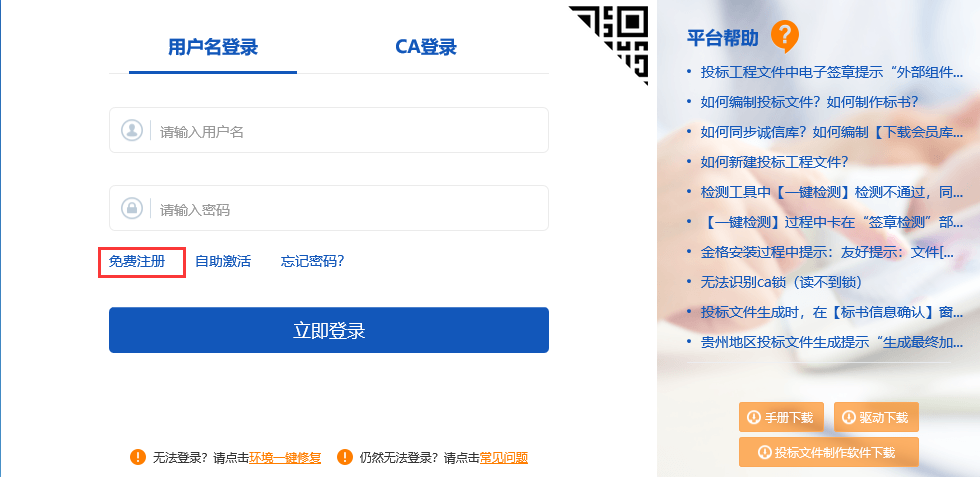 用户名登录
CA登录
请输入用户名
请输入密码
免费注册
自助激活
忘记密码?
立即登录
无法登录？请点击环境一键修复
仍然无法登录？请点击常见问题
平台帮助
?
• 投标工程文件中电子签章提示“外部组件...
• 如何编制投标文件？如何制作标书？
• 如何同步诚信库？如何编制【下载会员库...
• 如何新建投标工程文件？
• 检测工具中【一键检测】检测不通过，同...
• 【一键检测】过程中卡在“签章检测”部...
• 金格安装过程中提示：友好提示：文件[...
• 无法识别ca锁（读不到锁）
• 投标文件生成时，在【标书信息确认】窗...
• 贵州地区投标文件生成提示“生成最终加...
手册下载
驱动下载
投标文件制作软件下载